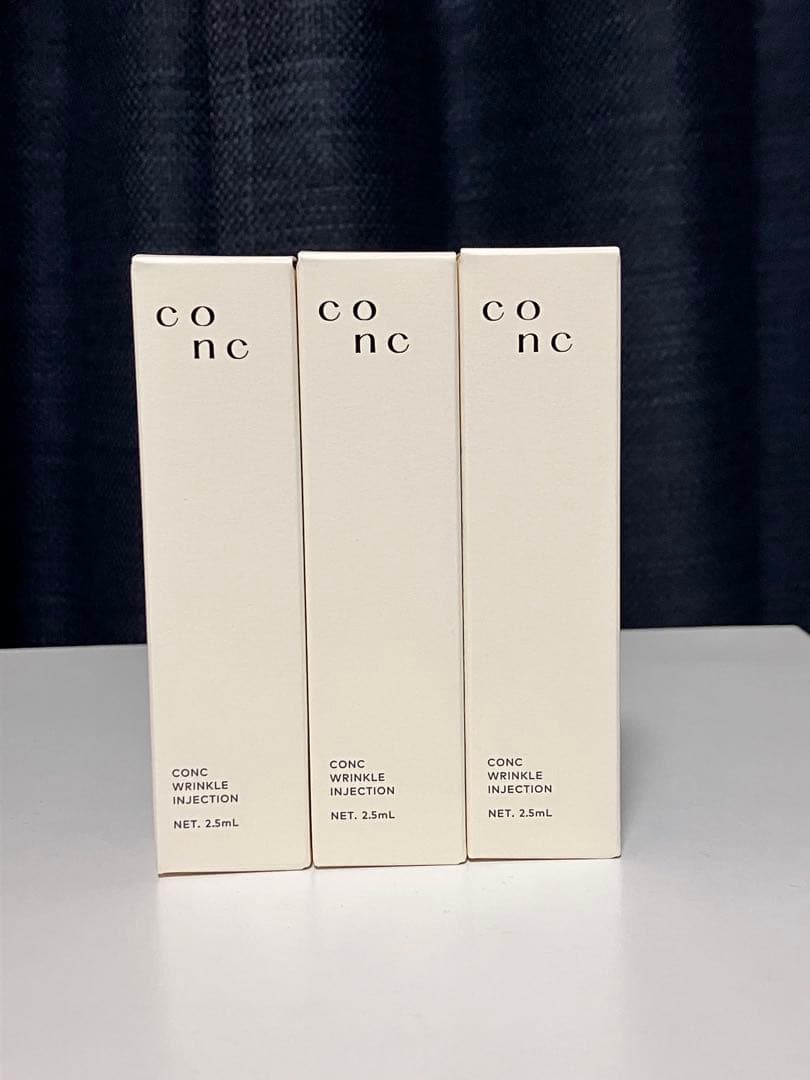 co
nc
CONC
WRINKLE
INJECTION
NET. 2.5mL
co
nc
CONC
WRINKLE
INJECTION
NET. 2.5mL
co
nc
CONC
WRINKLE
INJECTION
NET. 2.5mL